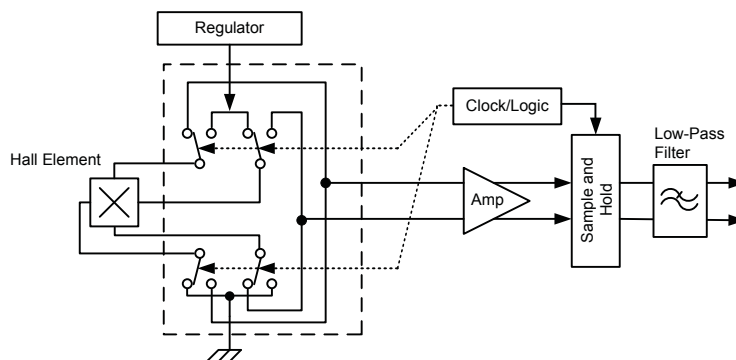 Regulator
Clock/Logic
Low-Pass
Filter
Hall Element
Amp
Sample and
Hold